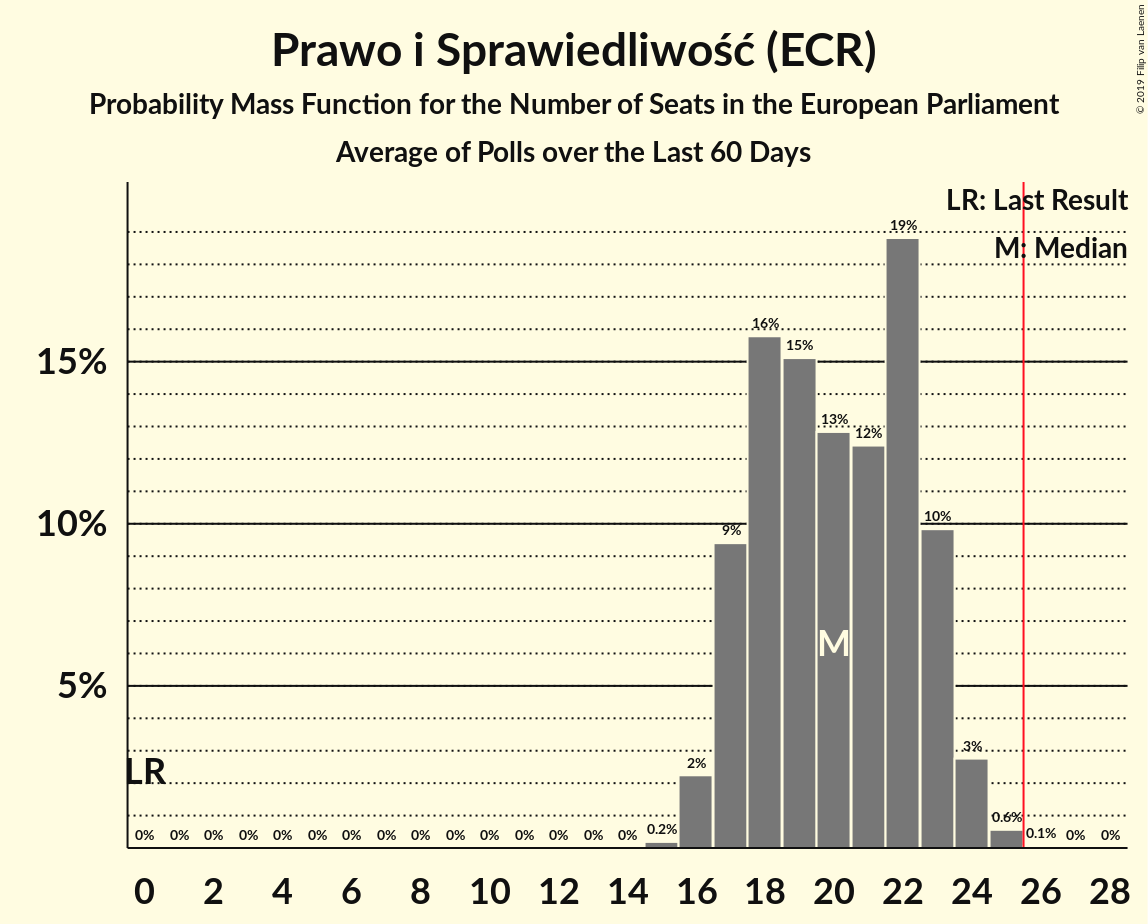 Prawo i Sprawiedliwość (ECR)
Probability Mass Function for the Number of Seats in the European Parliament
Average of Polls over the Last 60 Days
© 2019 Filip van Laenen
LR: Last Result
M: Median
15%
10%
5%
LR
M
0% 0% 0% 0% 0% 0% 0% 0% 0% 0% 0% 0% 0% 0% 0% 0.2% 2% 9% 16% 15% 13% 12% 19% 10% 3% 0.6% 0.1% 0% 0%
0 2 4 6 8 10 12 14 16 18 20 22 24 26 28